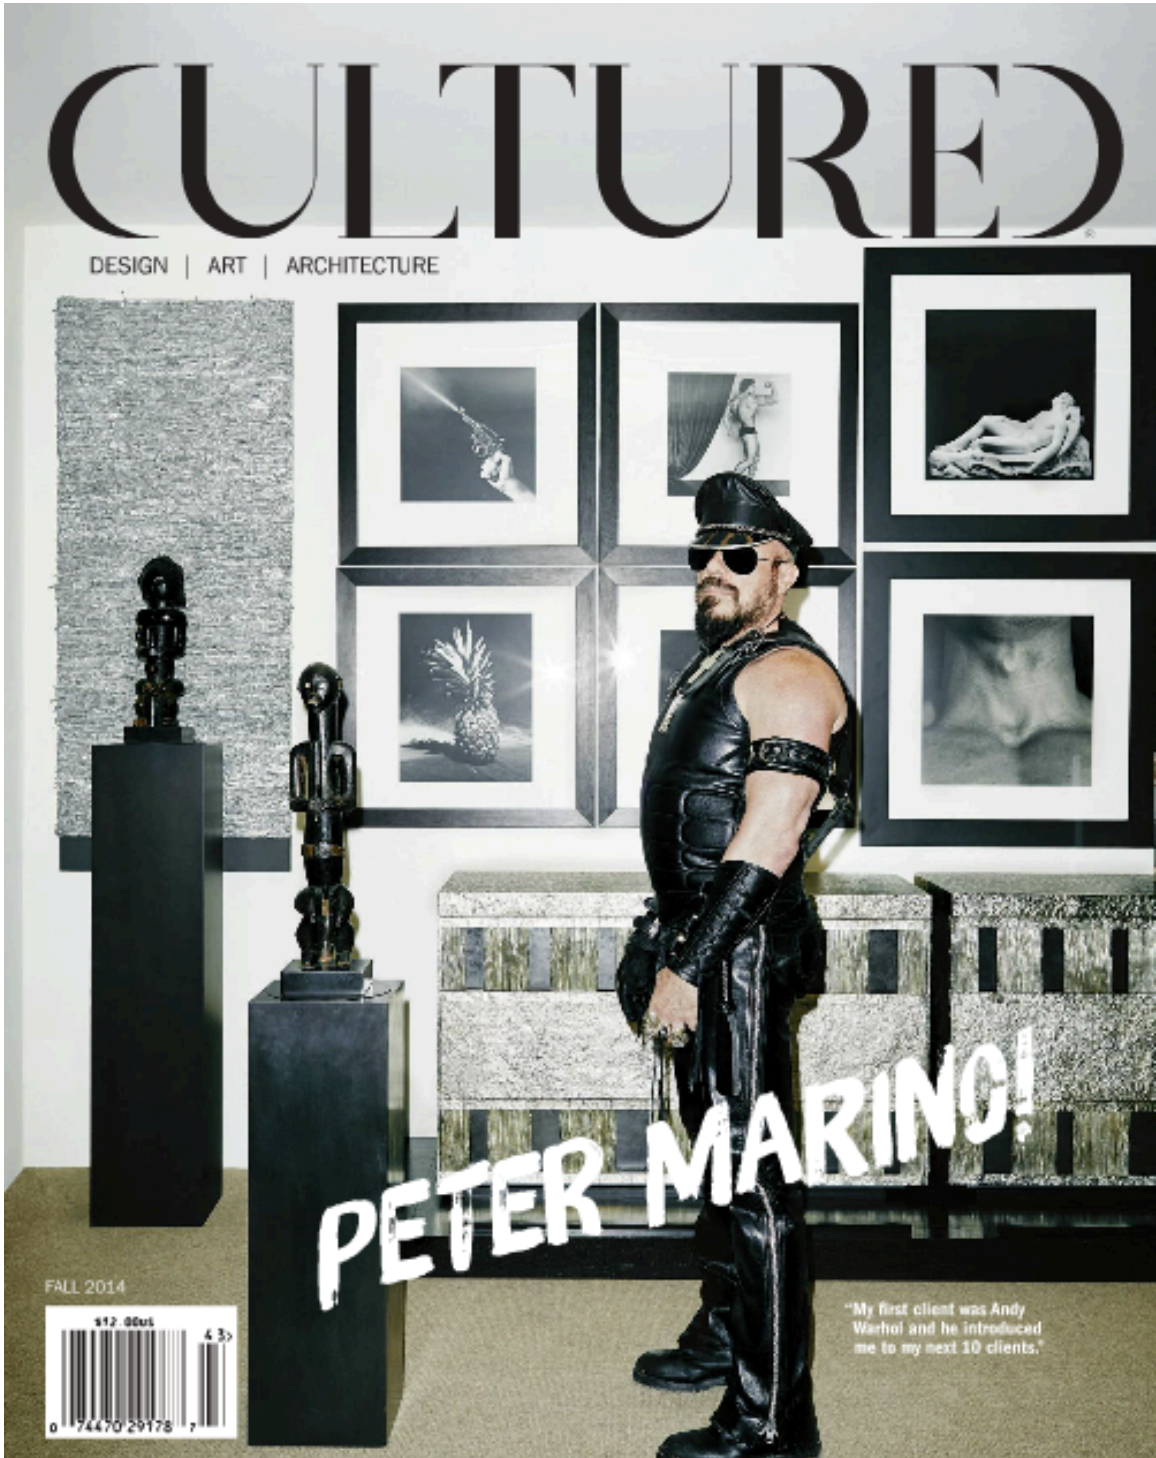 CULTURED
®
DESIGN | ART | ARCHITECTURE
PETER MARINO!
FALL 2014
"My first client was Andy
Warhol and he introduced
me to my next 10 clients."
$12.00US
43>
0 74470 29178 7